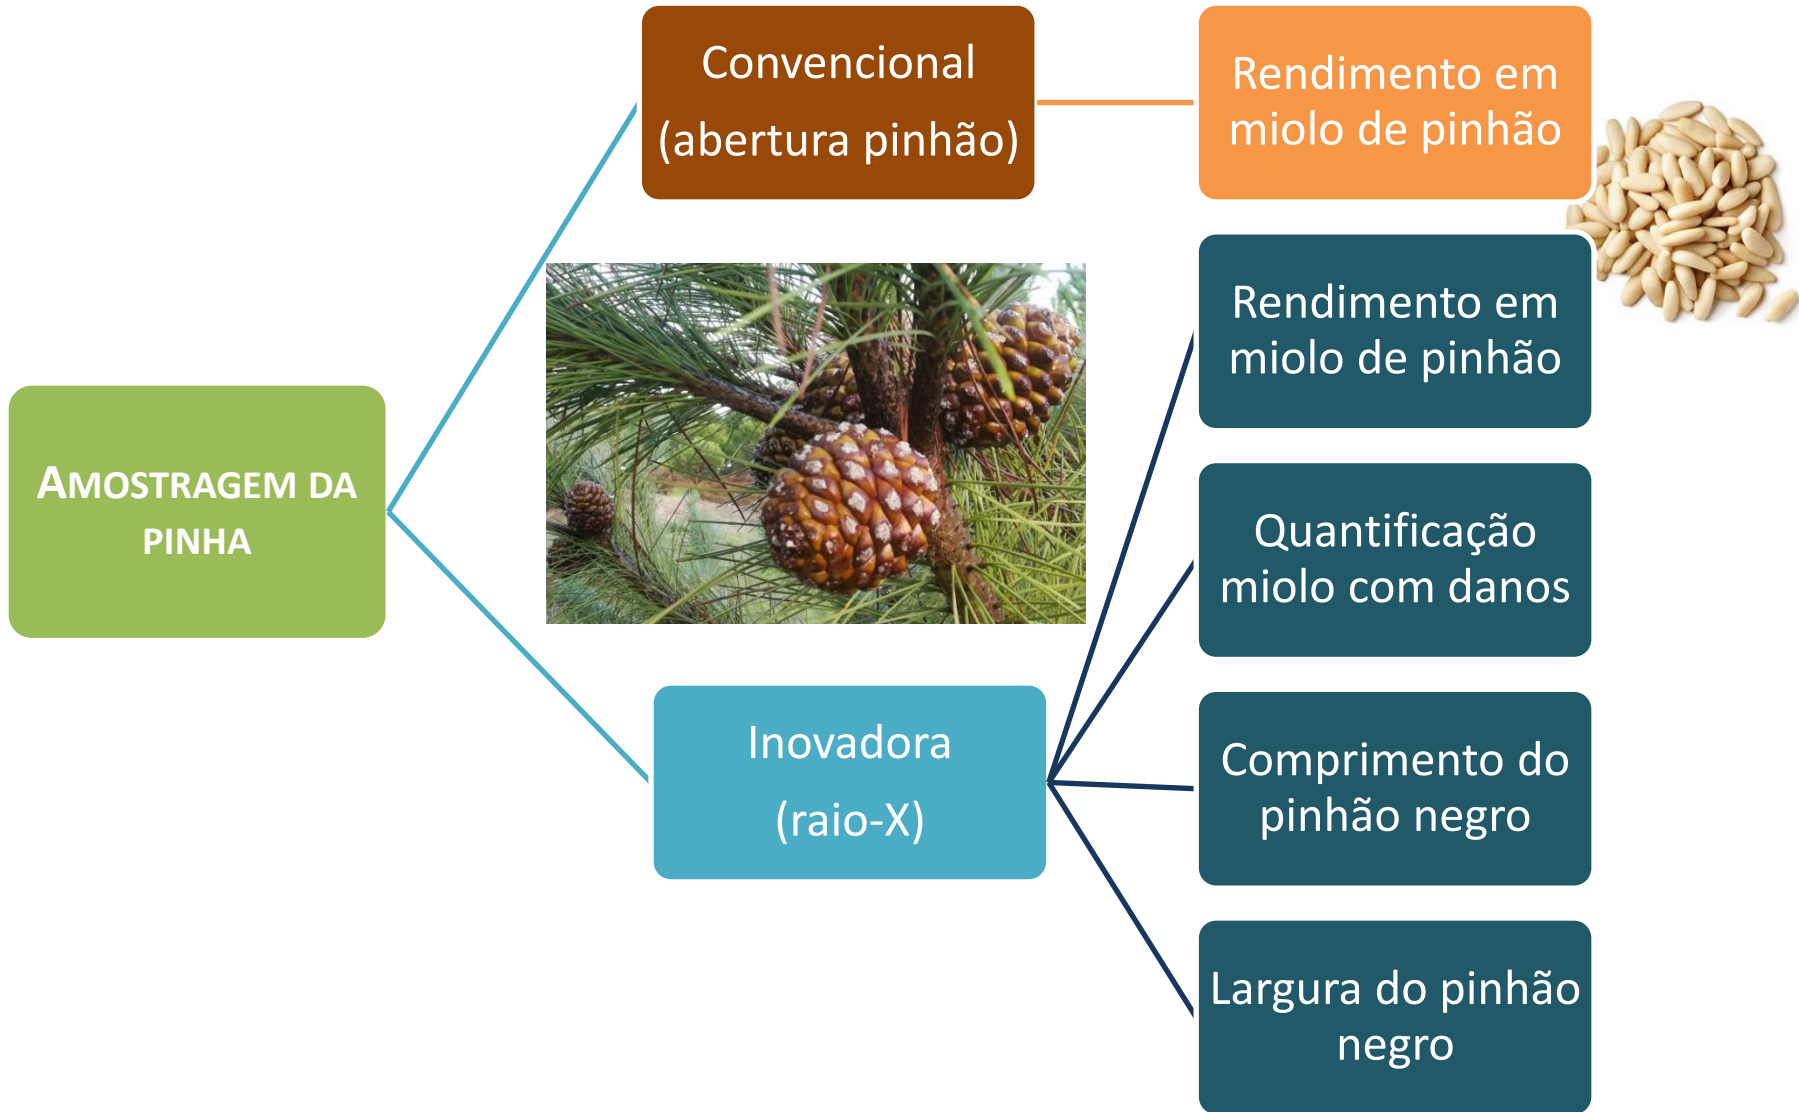 AMOSTRAGEM DA
PINHA
Convencional
(abertura pinhão)
Rendimento em
miolo de pinhão
Inovadora
(raio-X)
Rendimento em
miolo de pinhão
Quantificação
miolo com danos
Comprimento do
pinhão negro
Largura do pinhão
negro